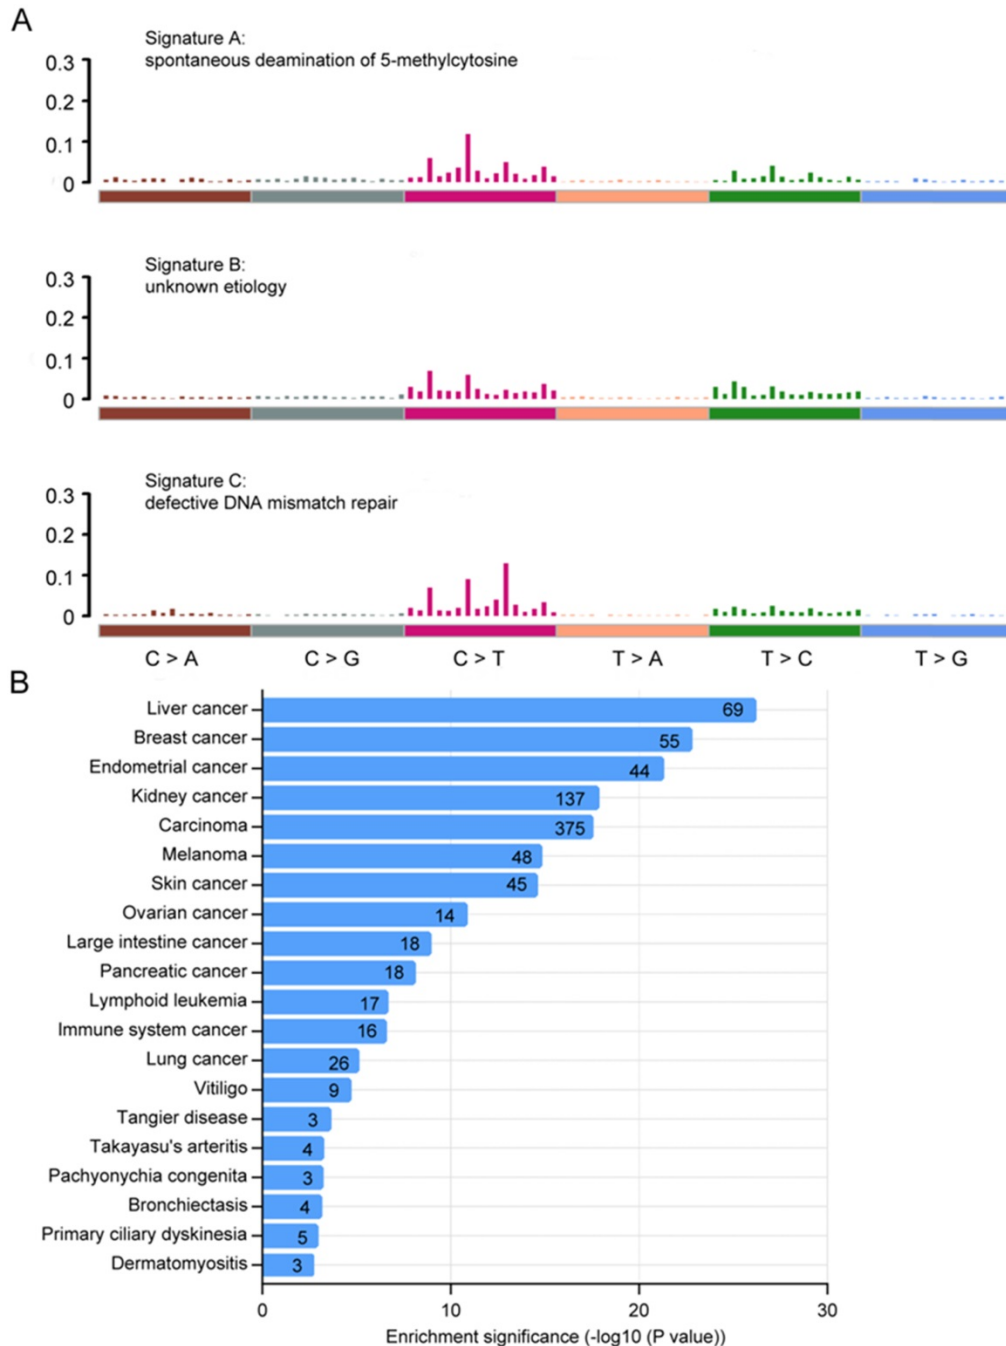 A
Signature A:
spontaneous deamination of 5-methylcytosine
0.3
0.2
0.1
0
Signature B:
unknown etiology
0.3
0.2
0.1
0
Signature C:
defective DNA mismatch repair
0.3
0.2
0.1
0
C > A C > G C > T T > A T > C T > G
B
Liver cancer 69
Breast cancer 55
Endometrial cancer 44
Kidney cancer 137
Carcinoma 375
Melanoma 48
Skin cancer 45
Ovarian cancer 14
Large intestine cancer 18
Pancreatic cancer 18
Lymphoid leukemia 17
Immune system cancer 16
Lung cancer 26
Vitiligo 9
Tangier disease 3
Takayasu's arteritis 4
Pachyonychia congenita 3
Bronchiectasis 4
Primary ciliary dyskinesia 5
Dermatomyositis 3
0 10 20 30
Enrichment significance (-log10 (P value))